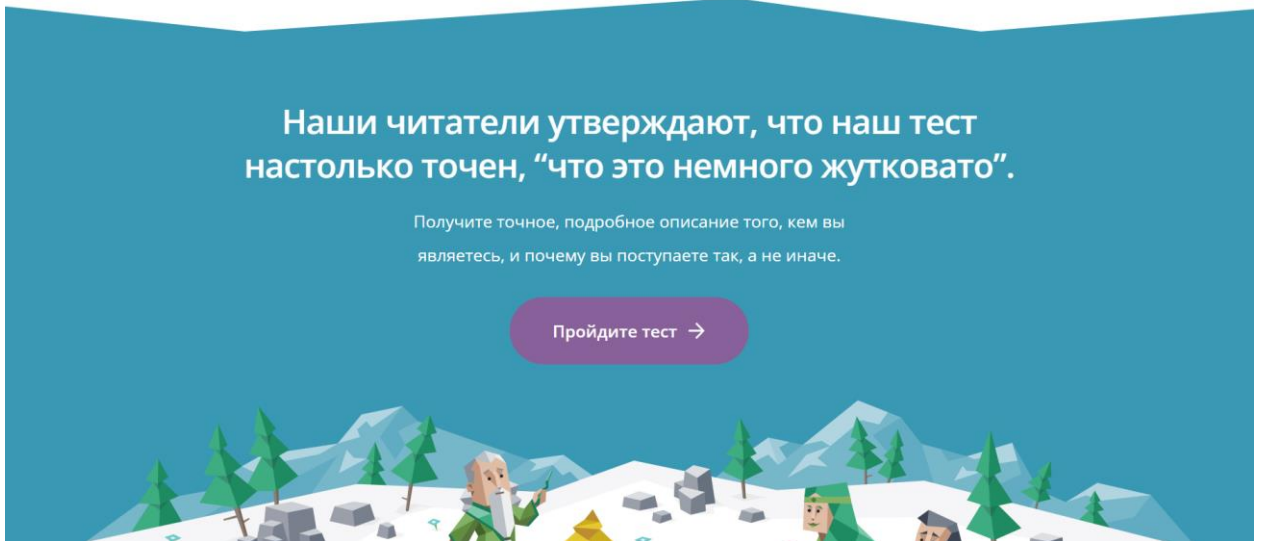 Наши читатели утверждают, что наш тест
настолько точен, “что это немного жутковато”.
Получите точное, подробное описание того, кем вы
являетесь, и почему вы поступаете так, а не иначе.
Пройдите тест →